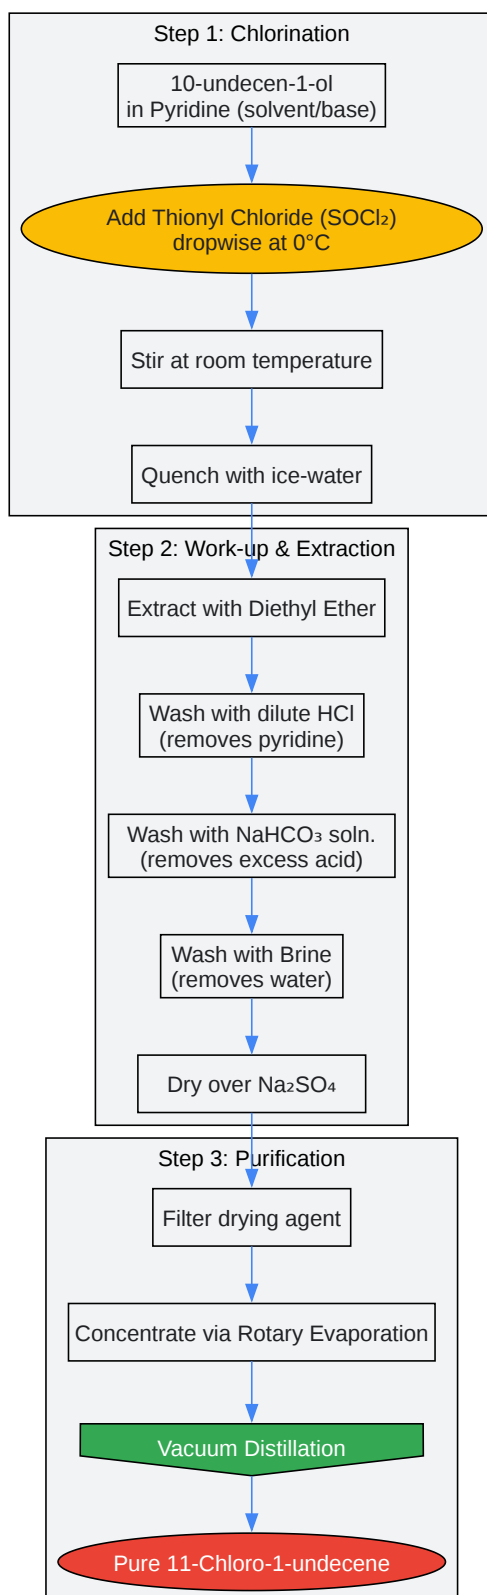 Step 1: Chlorination
10-undecen-1-ol
in Pyridine (solvent/base)
Add Thionyl Chloride (SOCl₂)
dropwise at 0°C
Stir at room temperature
Quench with ice-water
Step 2: Work-up & Extraction
Extract with Diethyl Ether
Wash with dilute HCl
(removes pyridine)
Wash with NaHCO₃ soln.
(removes excess acid)
Wash with Brine
(removes water)
Dry over Na₂SO₄
Step 3: Purification
Filter drying agent
Concentrate via Rotary Evaporation
Vacuum Distillation
Pure 11-Chloro-1-undecene